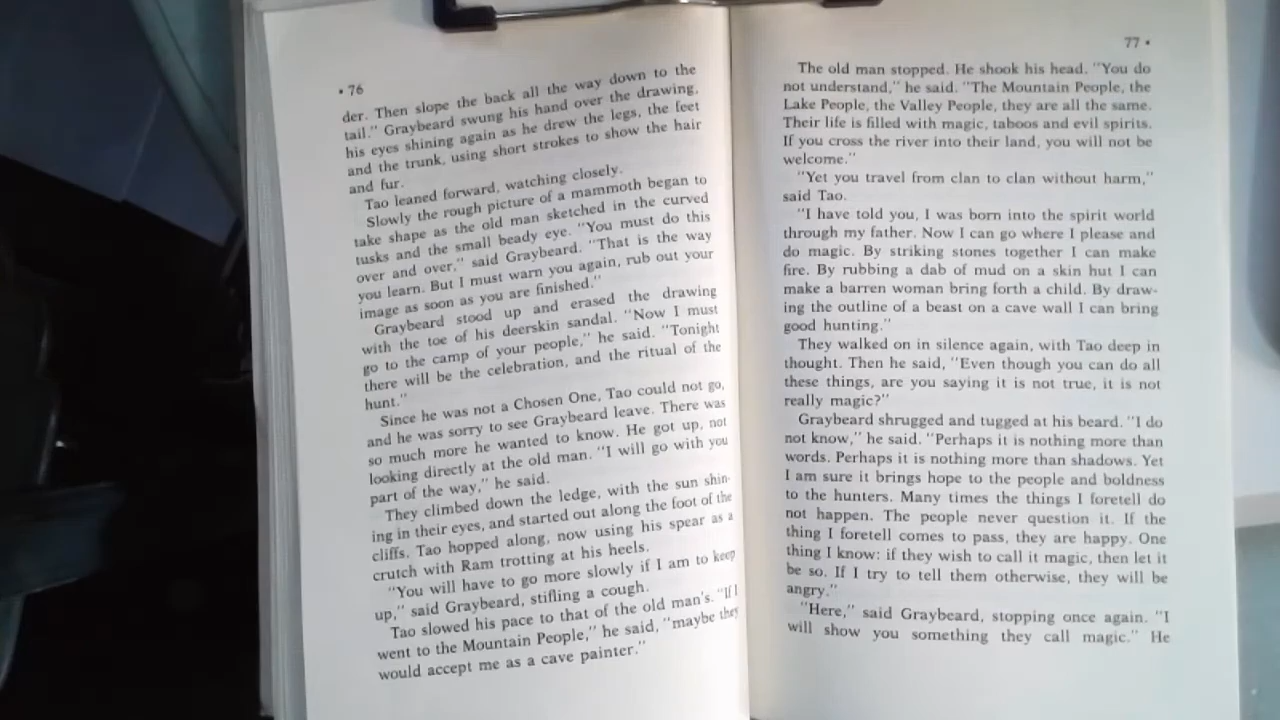 • 76
der. Then slope the back all the way down to the
tail." Graybeard swung his hand over the drawing,
his eyes shining again as he drew the legs, the feet
and the trunk, using short strokes to show the hair
and fur.
Tao leaned forward, watching closely.
Slowly the rough picture of a mammoth began to
take shape as the old man sketched in the curved
tusks and the small beady eye. "You must do this
over and over," said Graybeard. "That is the way
you learn. But I must warn you again, rub out your
image as soon as you are finished."
Graybeard stood up and erased the drawing
with the toe of his deerskin sandal. "Now I must
go to the camp of your people," he said. "Tonight
there will be the celebration, and the ritual of the
hunt."
Since he was not a Chosen One, Tao could not go,
and he was sorry to see Graybeard leave. There was
so much more he wanted to know. He got up, not
looking directly at the old man. "I will go with you
part of the way," he said.
They climbed down the ledge, with the sun shin-
ing in their eyes, and started out along the foot of the
cliffs. Tao hopped along, now using his spear as a
crutch with Ram trotting at his heels.
"You will have to go more slowly if I am to keep
up," said Graybeard, stifling a cough.
Tao slowed his pace to that of the old man's. "If I
went to the Mountain People," he said, "maybe they
would accept me as a cave painter."
77 •
The old man stopped. He shook his head. "You do
not understand," he said. "The Mountain People, the
Lake People, the Valley People, they are all the same.
Their life is filled with magic, taboos and evil spirits.
If you cross the river into their land, you will not be
welcome."
"Yet you travel from clan to clan without harm,"
said Tao.
"I have told you, I was born into the spirit world
through my father. Now I can go where I please and
do magic. By striking stones together I can make
fire. By rubbing a dab of mud on a skin hut I can
make a barren woman bring forth a child. By draw-
ing the outline of a beast on a cave wall I can bring
good hunting."
They walked on in silence again, with Tao deep in
thought. Then he said, "Even though you can do all
these things, are you saying it is not true, it is not
really magic?"
Graybeard shrugged and tugged at his beard. "I do
not know," he said. "Perhaps it is nothing more than
words. Perhaps it is nothing more than shadows. Yet
I am sure it brings hope to the people and boldness
to the hunters. Many times the things I foretell do
not happen. The people never question it. If the
thing I foretell comes to pass, they are happy. One
thing I know: if they wish to call it magic, then let it
be so. If I try to tell them otherwise, they will be
angry."
"Here," said Graybeard, stopping once again. "I
will show you something they call magic." He